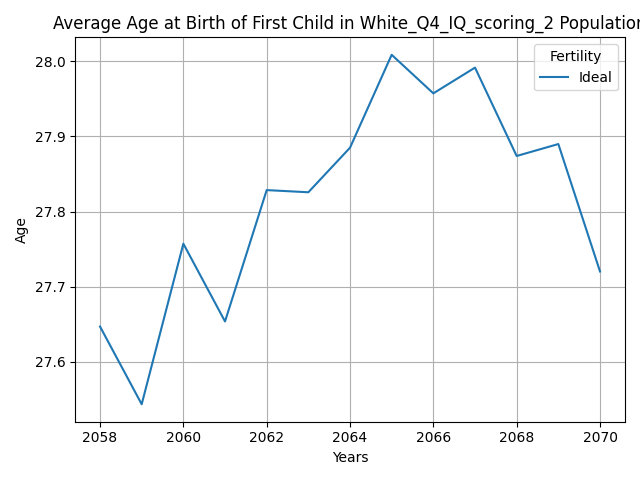 Average Age at Birth of First Child in White_Q4_IQ_scoring_2 Population
Fertility
Ideal
28.0
27.9
27.8
27.7
27.6
Age
2058 2060 2062 2064 2066 2068 2070
Years